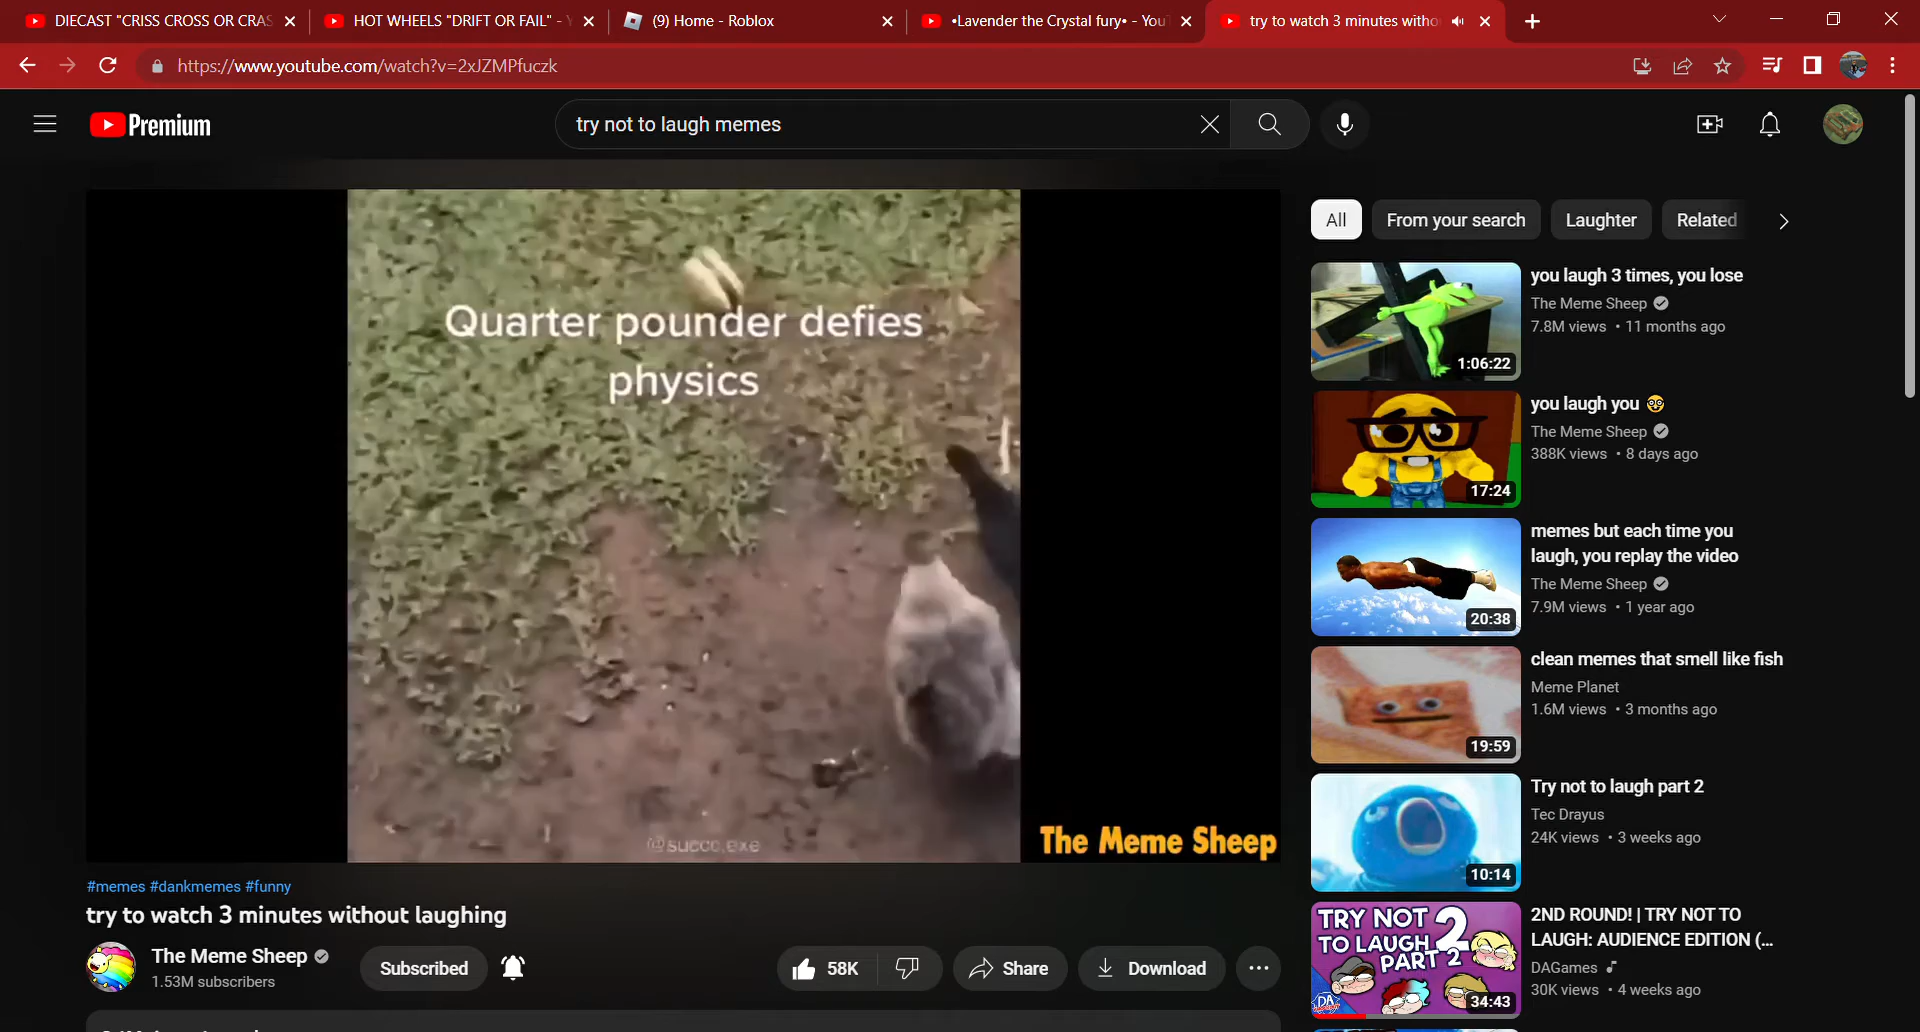 DIECAST "CRISS CROSS OR CRAS
HOT WHEELS "DRIFT OR FAIL" - Y
(9) Home - Roblox
•Lavender the Crystal fury• - YouT
try to watch 3 minutes witho
https://www.youtube.com/watch?v=2xJZMPfuczk
Premium
try not to laugh memes
Quarter pounder defies
physics
@succc.exe
The Meme Sheep
#memes #dankmemes #funny
try to watch 3 minutes without laughing
The Meme Sheep
1.53M subscribers
Subscribed
58K
Share
Download
All
From your search
Laughter
Related
you laugh 3 times, you lose
The Meme Sheep
7.8M views • 11 months ago
1:06:22
you laugh you 🤓
The Meme Sheep
388K views • 8 days ago
17:24
memes but each time you
laugh, you replay the video
The Meme Sheep
7.9M views • 1 year ago
20:38
clean memes that smell like fish
Meme Planet
1.6M views • 3 months ago
19:59
Try not to laugh part 2
Tec Drayus
24K views • 3 weeks ago
10:14
TRY NOT 2
TO LAUGH
PART 2
DA
34:43
2ND ROUND! | TRY NOT TO
LAUGH: AUDIENCE EDITION (...
DAGames
30K views • 4 weeks ago